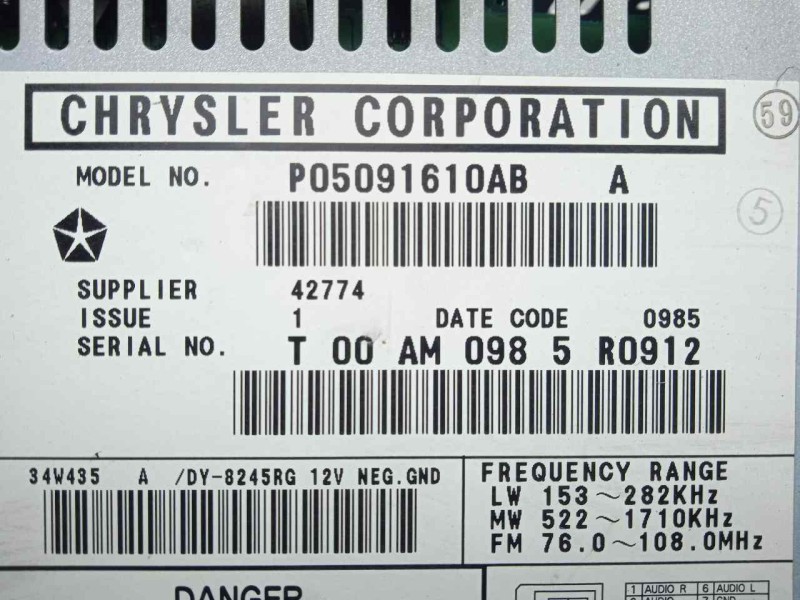 CHRYSLER CORPORATION
59
MODEL NO. P05091610AB A
5
SUPPLIER 42774
ISSUE 1 DATE CODE 0985
SERIAL NO. T 00 AM 098 5 R0912
34W435 A /DY-8245RG 12V NEG.GND
FREQUENCY RANGE
LW 153~282KHz
MW 522~1710KHz
FM 76.0~108.0MHz
DANGER
1 AUDIO R 6 AUDIO L